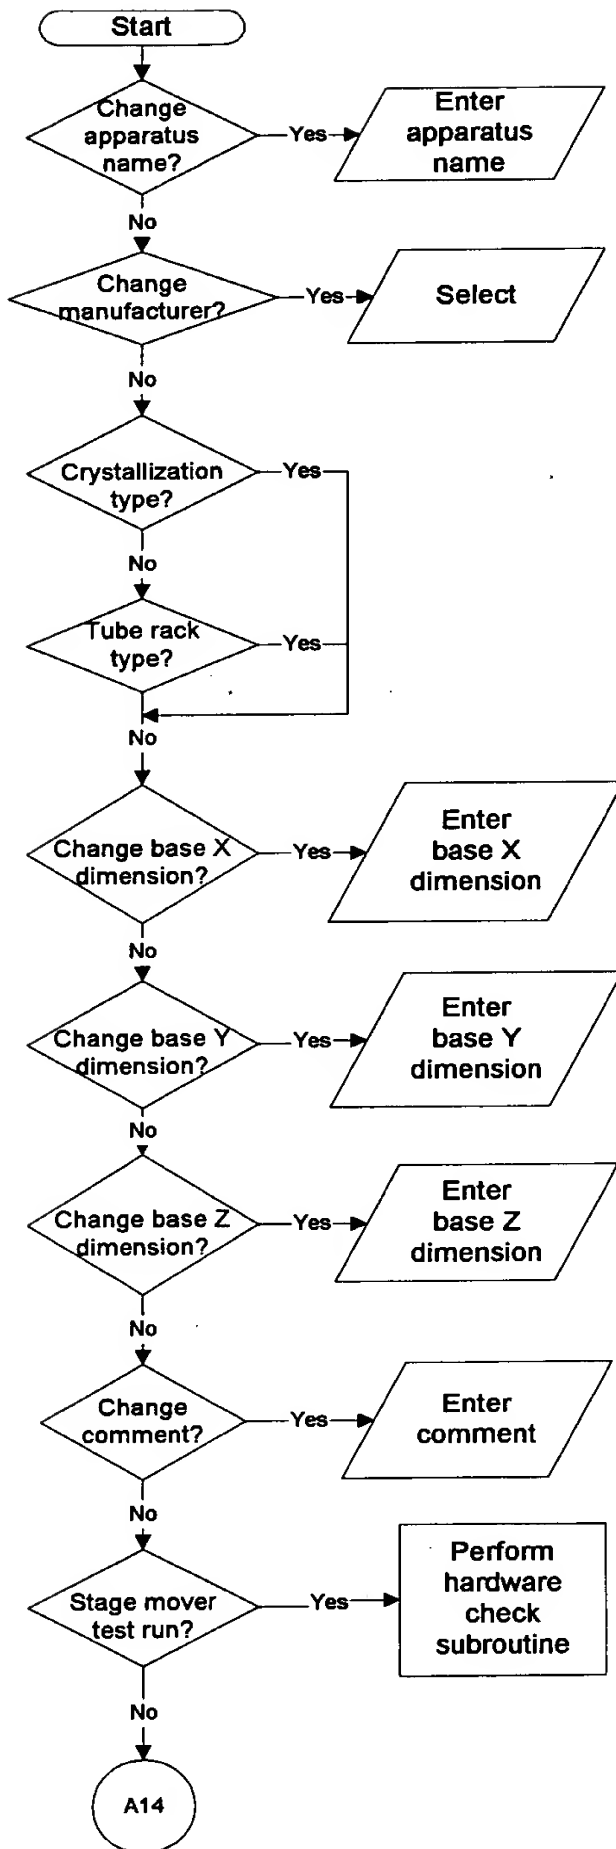 Start
Change
apparatus
name?
Yes
Enter
apparatus
name
No
Change
manufacturer?
Yes
Select
No
Crystallization
type?
Yes
No
Tube rack
type?
Yes
No
Change base X
dimension?
Yes
Enter
base X
dimension
No
Change base Y
dimension?
Yes
Enter
base Y
dimension
No
Change base Z
dimension?
Yes
Enter
base Z
dimension
No
Change
comment?
Yes
Enter
comment
No
Stage mover
test run?
Yes
Perform
hardware
check
subroutine
No
A14